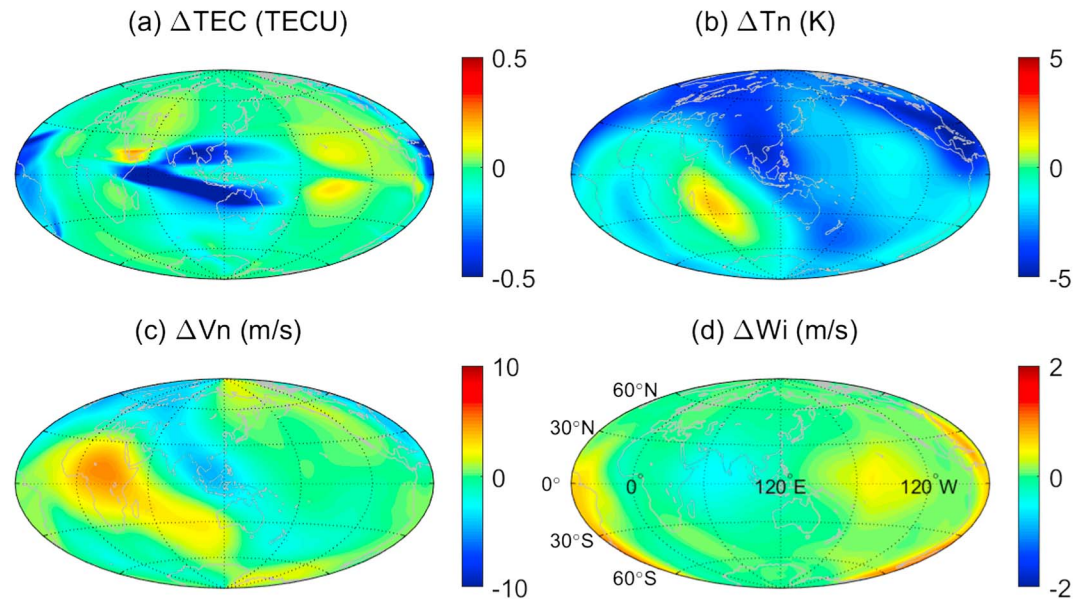 (a) ΔTEC (TECU)
(b) ΔTn (K)
0.5
0
-0.5
5
0
-5
(c) ΔVn (m/s)
(d) ΔWi (m/s)
10
0
-10
60°N
30°N
0°
30°S
60°S
0°
120°E
120°W
2
0
-2